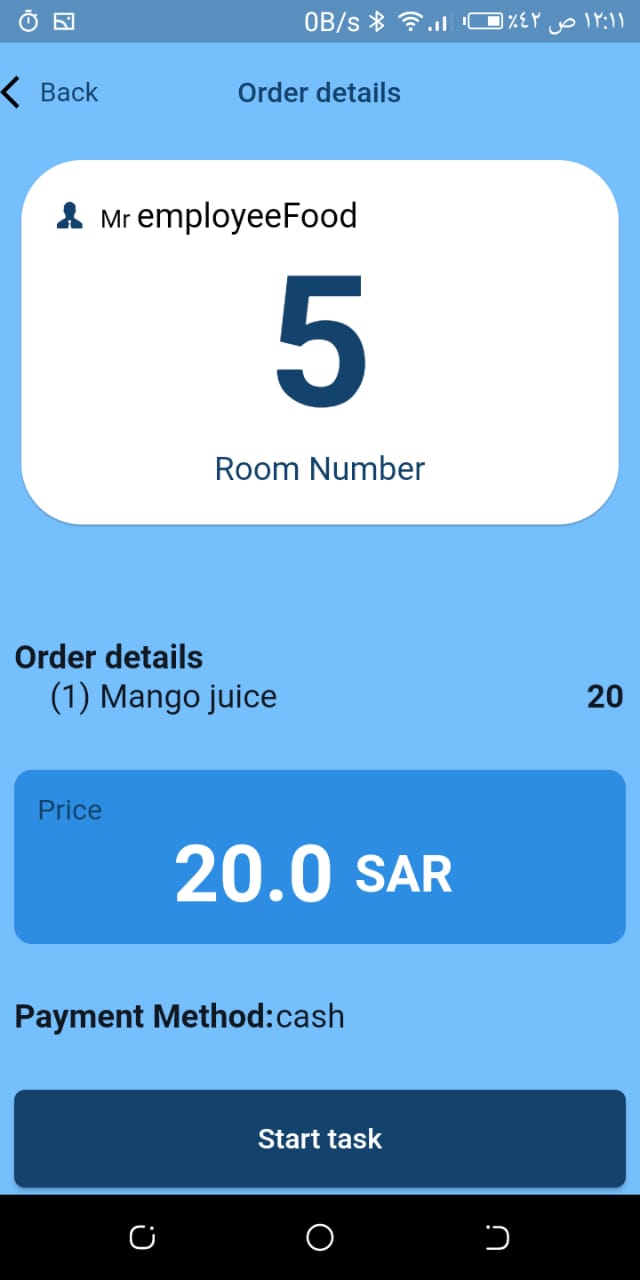 0B/s ٪٤٢ ص ١٢:١١
Back Order details
Mr employeeFood
5
Room Number
Order details
(1) Mango juice 20
Price
20.0 SAR
Payment Method:cash
Start task